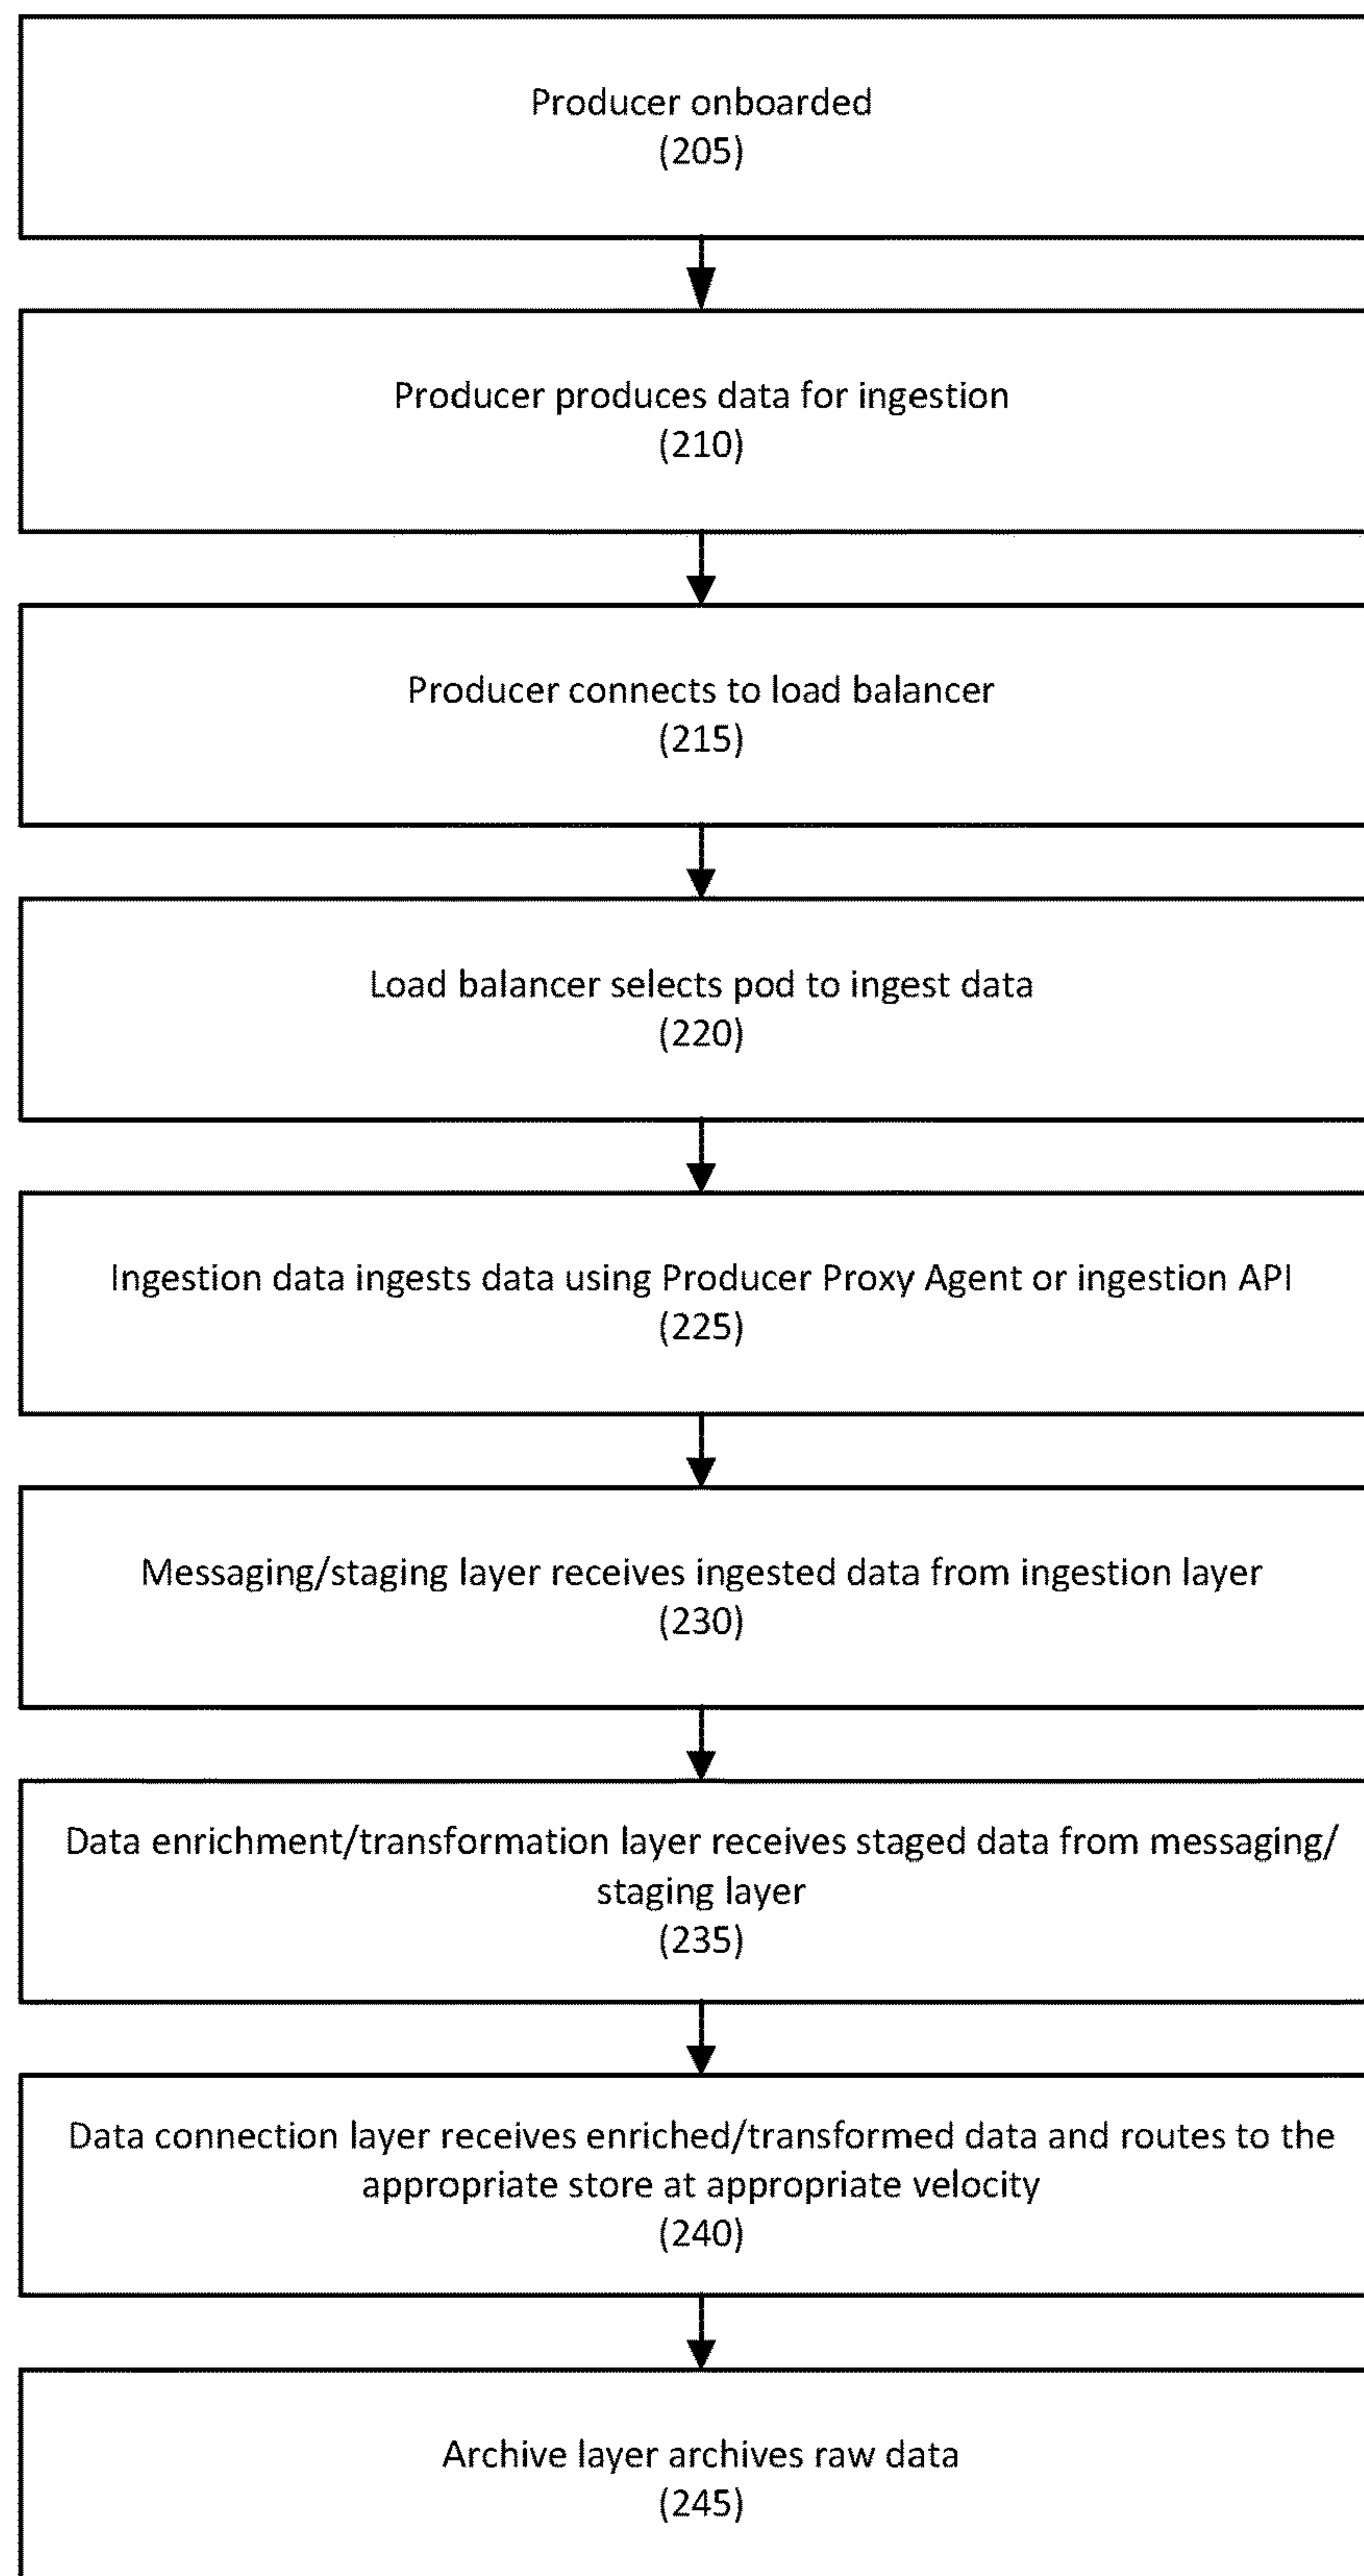 Producer onboarded
(205)
Producer produces data for ingestion
(210)
Producer connects to load balancer
(215)
Load balancer selects pod to ingest data
(220)
Ingestion data ingests data using Producer Proxy Agent or ingestion API
(225)
Messaging/staging layer receives ingested data from ingestion layer
(230)
Data enrichment/transformation layer receives staged data from messaging/
staging layer
(235)
Data connection layer receives enriched/transformed data and routes to the
appropriate store at appropriate velocity
(240)
Archive layer archives raw data
(245)